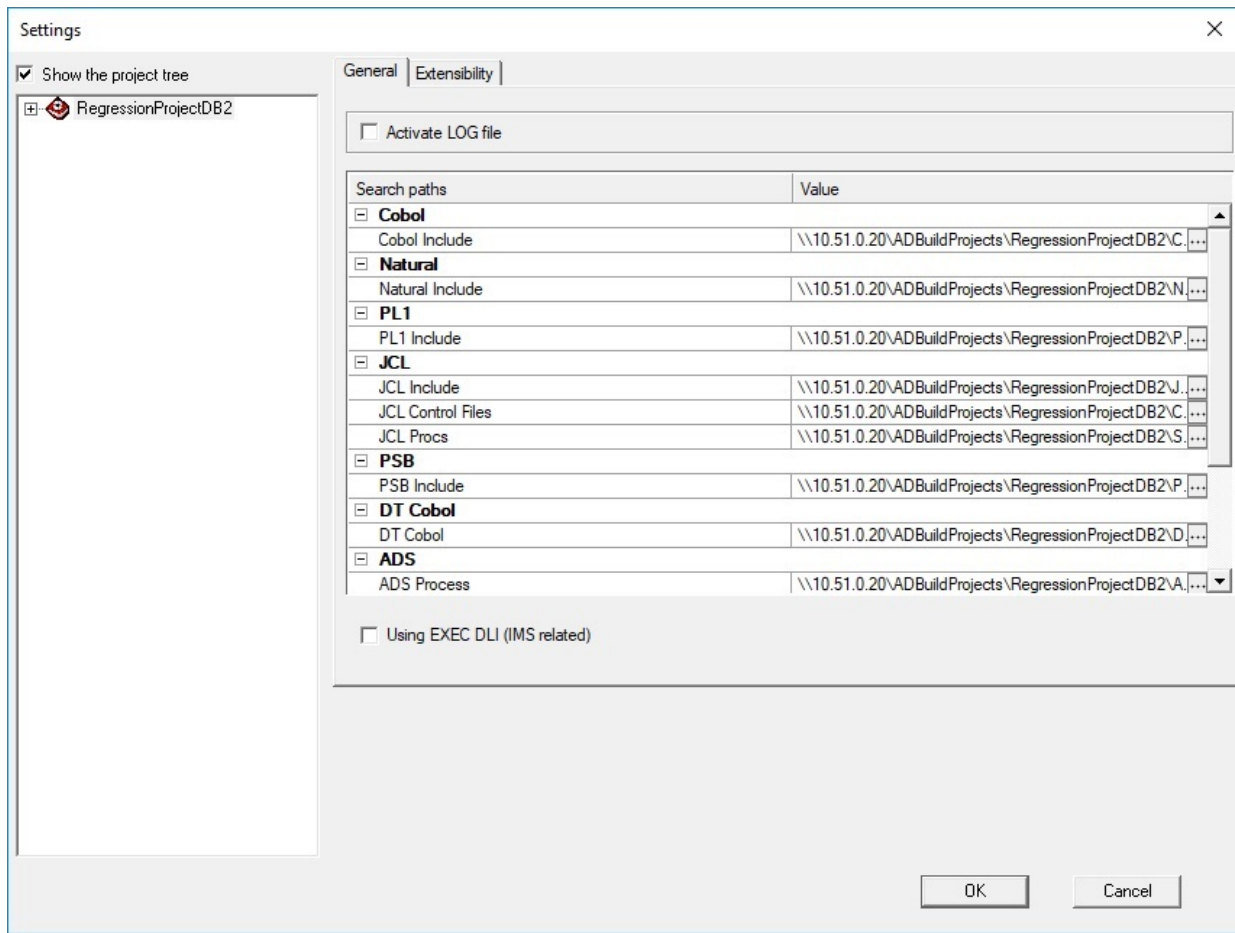 Settings
Show the project tree
RegressionProjectDB2
General Extensibility
Activate LOG file
Search paths Value
Cobol
Cobol Include \\10.51.0.20\ADBuildProjects\RegressionProjectDB2\C. ...
Natural
Natural Include \\10.51.0.20\ADBuildProjects\RegressionProjectDB2\N. ...
PL1
PL1 Include \\10.51.0.20\ADBuildProjects\RegressionProjectDB2\P. ...
JCL
JCL Include \\10.51.0.20\ADBuildProjects\RegressionProjectDB2\J.. ...
JCL Control Files \\10.51.0.20\ADBuildProjects\RegressionProjectDB2\C. ...
JCL Procs \\10.51.0.20\ADBuildProjects\RegressionProjectDB2\S. ...
PSB
PSB Include \\10.51.0.20\ADBuildProjects\RegressionProjectDB2\P. ...
DT Cobol
DT Cobol \\10.51.0.20\ADBuildProjects\RegressionProjectDB2\D. ...
ADS
ADS Process \\10.51.0.20\ADBuildProjects\RegressionProjectDB2\A. ...
Using EXEC DLI (IMS related)
OK Cancel